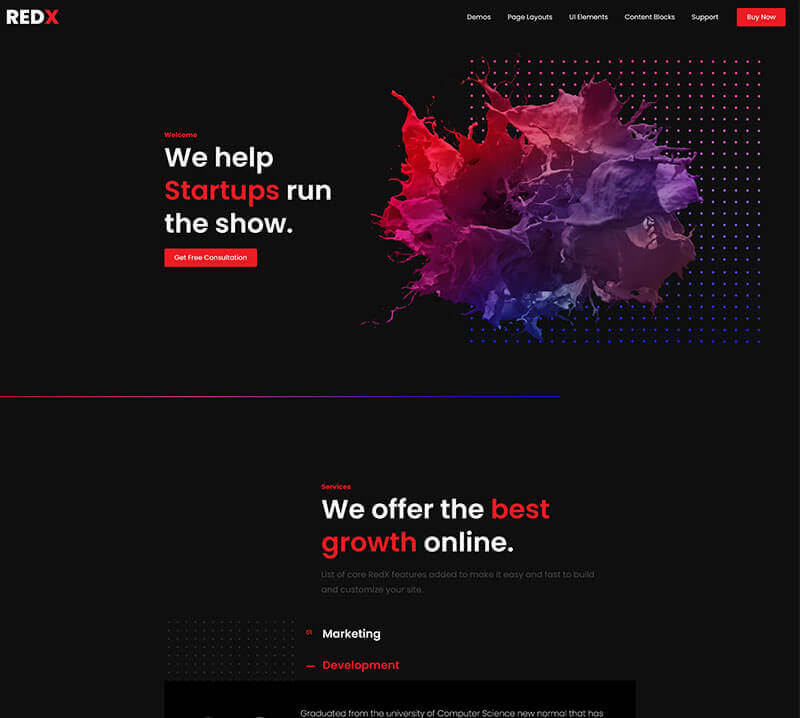 REDX
Demos Page Layouts UI Elements Content Blocks Support Buy Now
Welcome
We help
Startups run
the show.
Get Free Consultation
Services
We offer the best
growth online.
List of core RedX features added to make it easy and fast to build
and customize your site.
01 Marketing
— Development
Graduated from the university of Computer Science new normal that has